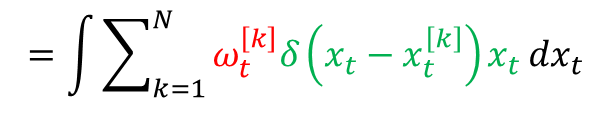 = ∫ ∑_{k=1}^{N} ω_t^{[k]} δ(x_t − x_t^{[k]}) x_t dx_t